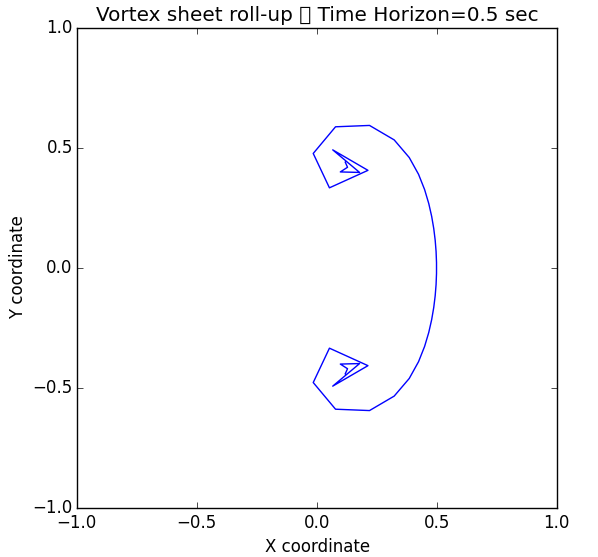 Vortex sheet roll-up ▯ Time Horizon=0.5 sec
1.0
0.5
0.0
−0.5
−1.0
Y coordinate
−1.0 −0.5 0.0 0.5 1.0
X coordinate